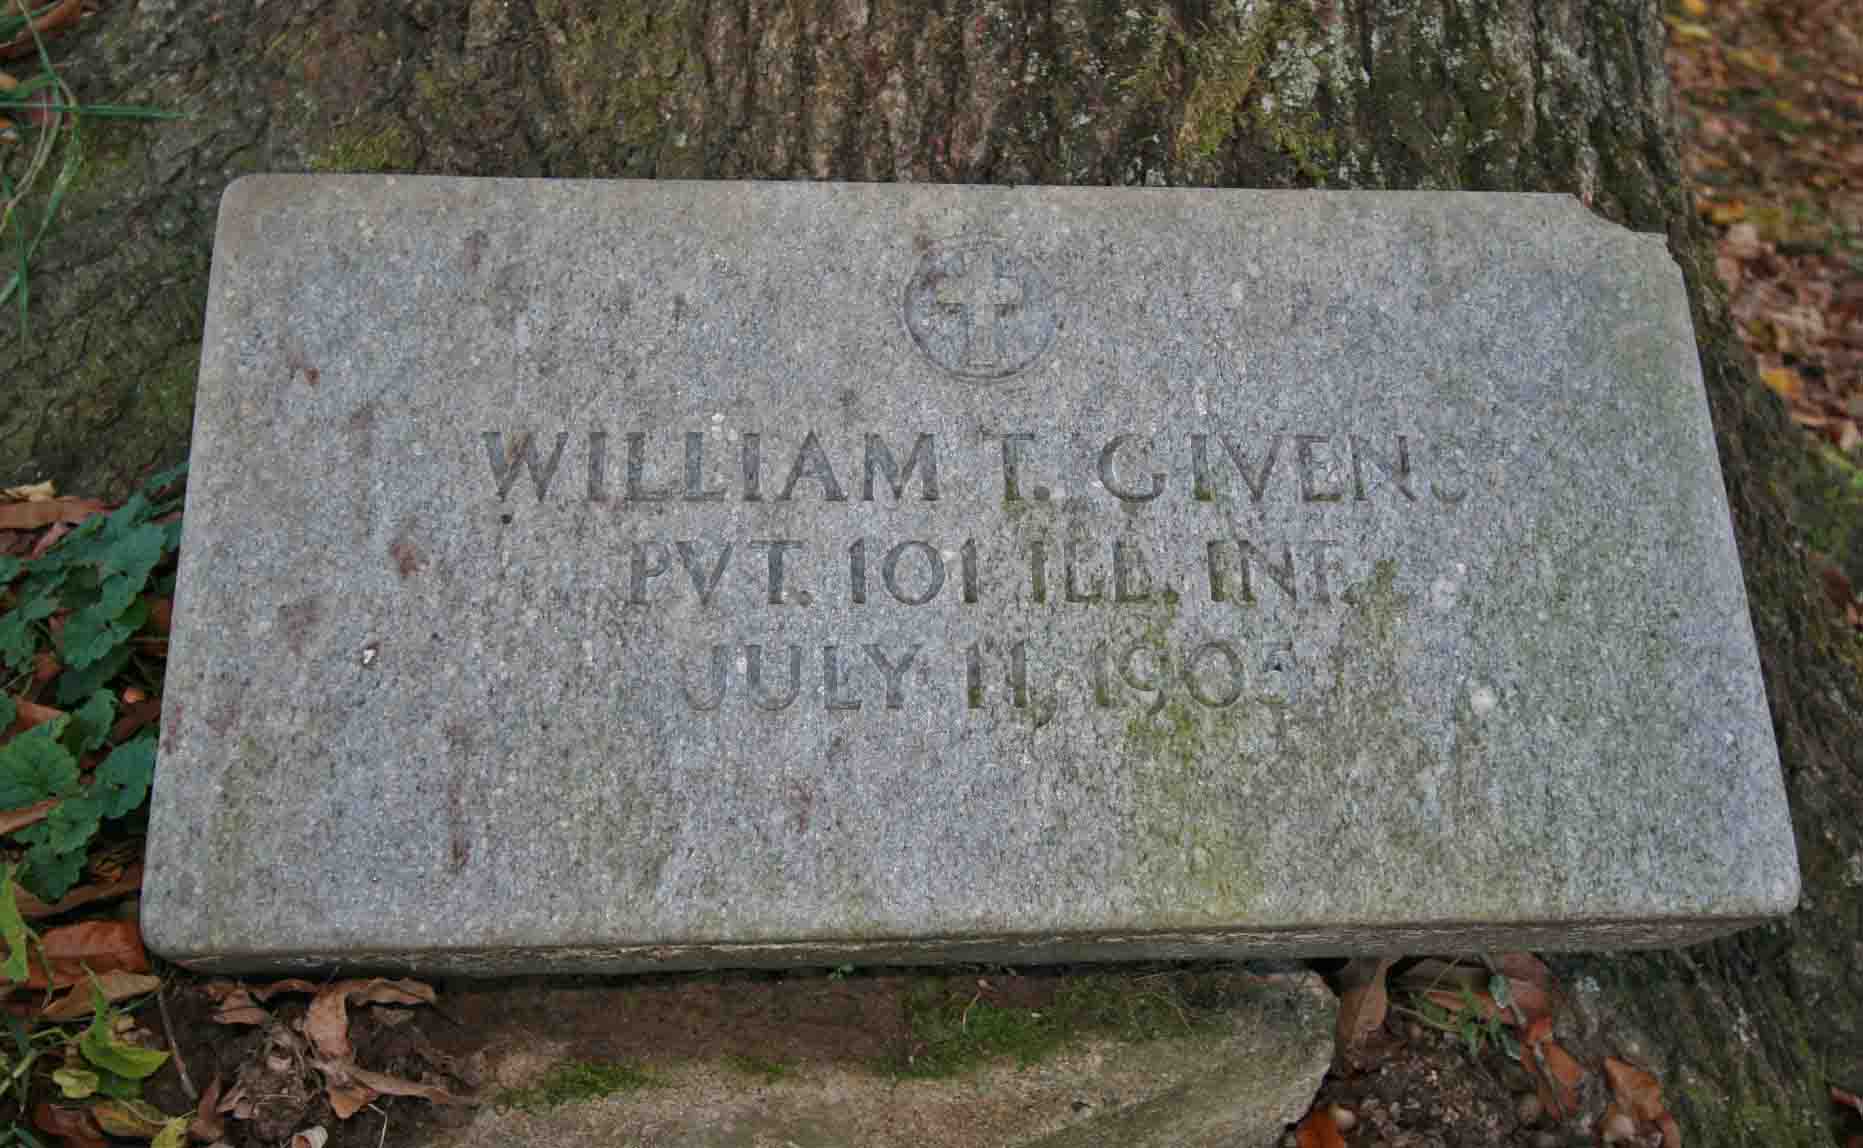 WILLIAM T. GIVENS
PVT. 101 ILL. INF.
JULY 11, 1905